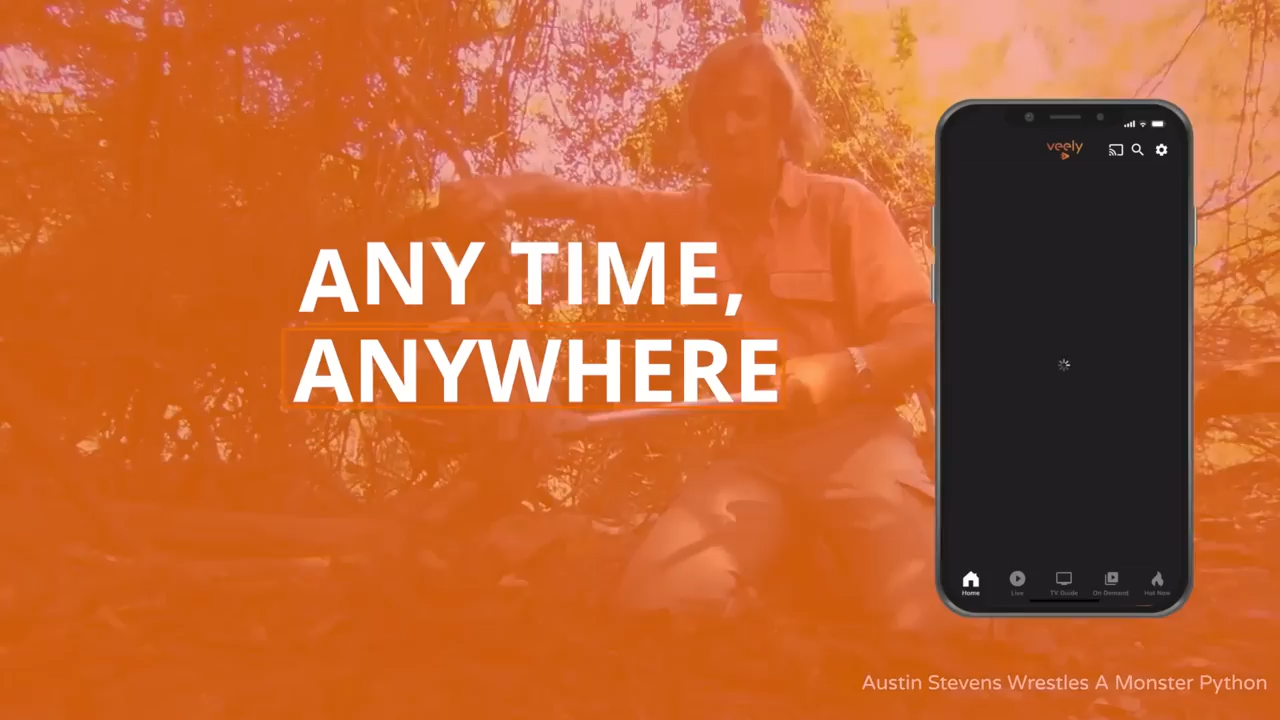 ANY TIME,
ANYWHERE
veely
Home
Live
TV Guide
On Demand
Hot Now
Austin Stevens Wrestles A Monster Python